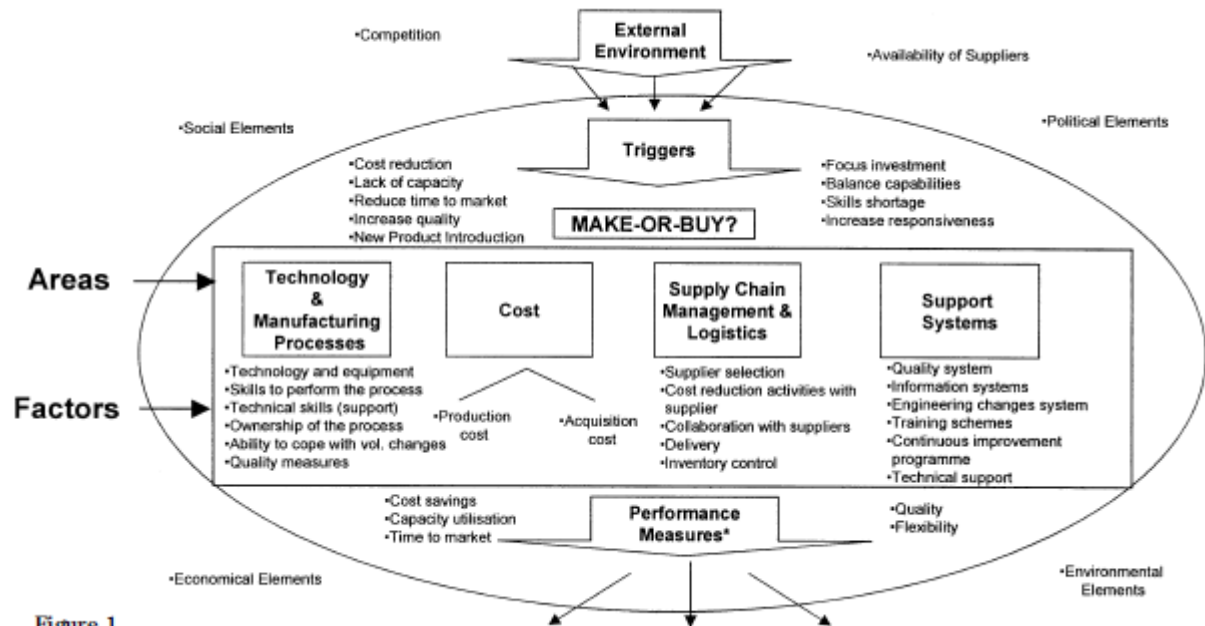 External
Environment
•Competition
•Availability of Suppliers
•Social Elements
•Political Elements
Triggers
•Cost reduction
•Lack of capacity
•Reduce time to market
•Increase quality
•New Product Introduction
•Focus investment
•Balance capabilities
•Skills shortage
•Increase responsiveness
MAKE-OR-BUY?
Areas
Technology
&
Manufacturing
Processes
Cost
Supply Chain
Management &
Logistics
Support
Systems
Factors
•Technology and equipment
•Skills to perform the process
•Technical skills (support)
•Ownership of the process
•Ability to cope with vol. changes
•Quality measures
•Production
cost
•Acquisition
cost
•Supplier selection
•Cost reduction activities with
supplier
•Collaboration with suppliers
•Delivery
•Inventory control
•Quality system
•Information systems
•Engineering changes system
•Training schemes
•Continuous improvement
programme
•Technical support
•Cost savings
•Capacity utilisation
•Time to market
Performance
Measures*
•Quality
•Flexibility
•Economical Elements
•Environmental
Elements
Figure 1